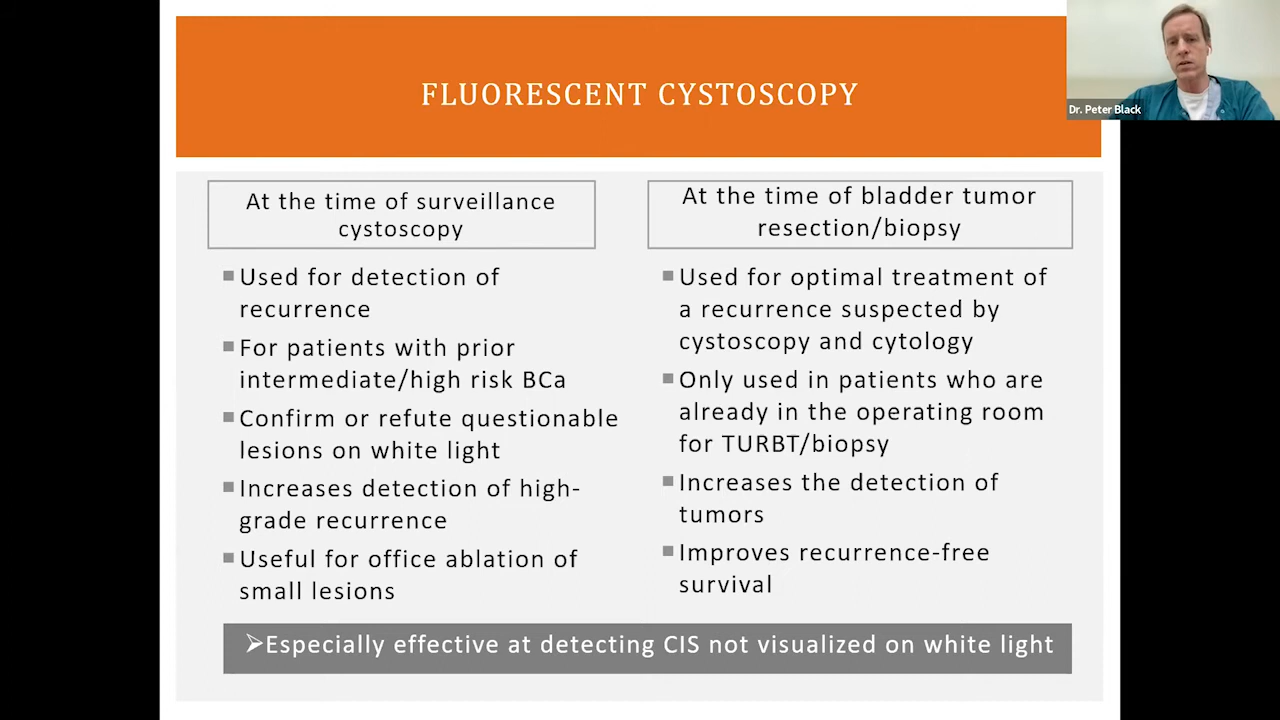 FLUORESCENT CYSTOSCOPY
Dr. Peter Black
At the time of surveillance
cystoscopy
Used for detection of
recurrence
For patients with prior
intermediate/high risk BCa
Confirm or refute questionable
lesions on white light
Increases detection of high-
grade recurrence
Useful for office ablation of
small lesions
At the time of bladder tumor
resection/biopsy
Used for optimal treatment of
a recurrence suspected by
cystoscopy and cytology
Only used in patients who are
already in the operating room
for TURBT/biopsy
Increases the detection of
tumors
Improves recurrence-free
survival
Especially effective at detecting CIS not visualized on white light